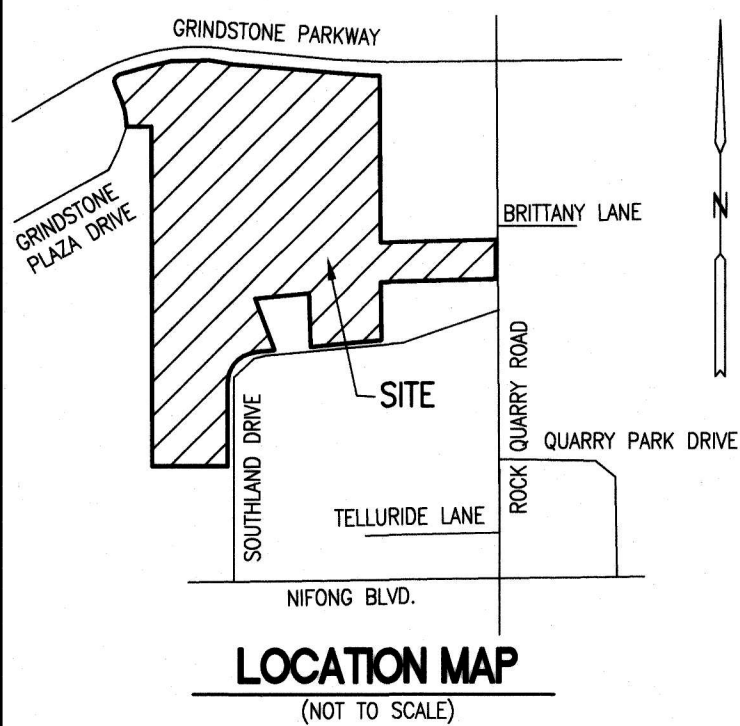 GRINDSTONE PARKWAY
GRINDSTONE
PLAZA DRIVE
BRITTANY LANE
N
SITE
ROCK QUARRY ROAD
SOUTHLAND DRIVE
QUARRY PARK DRIVE
TELLURIDE LANE
NIFONG BLVD.
LOCATION MAP
(NOT TO SCALE)